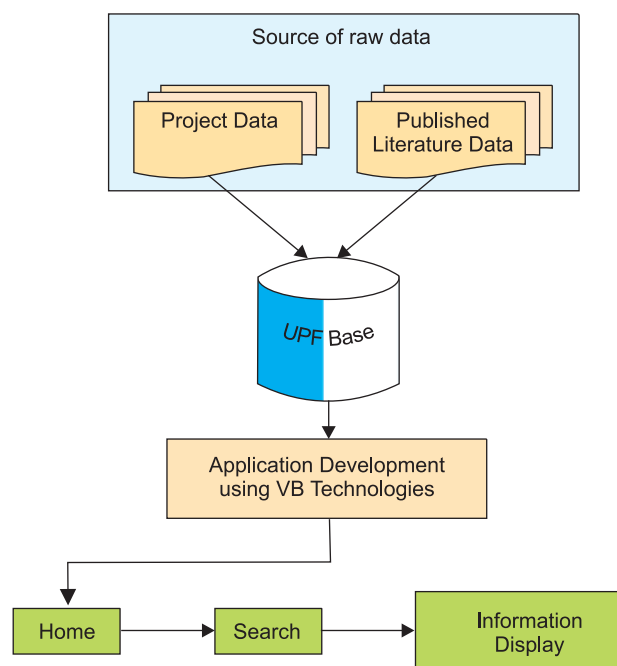 Source of raw data
Project Data
Published
Literature Data
UPF Base
Application Development
using VB Technologies
Home
Search
Information
Display